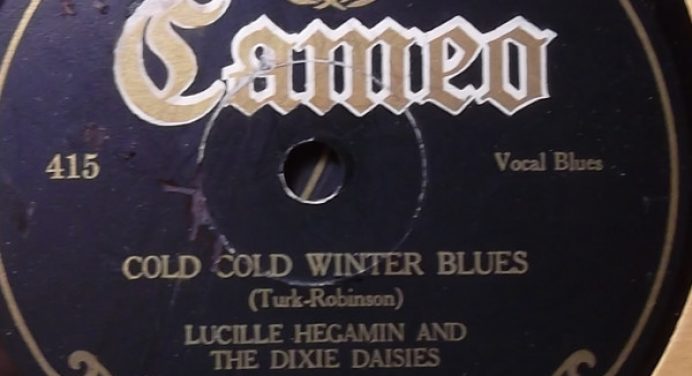 Cameo
415
Vocal Blues
COLD COLD WINTER BLUES
(Turk-Robinson)
LUCILLE HEGAMIN AND
THE DIXIE DAISIES